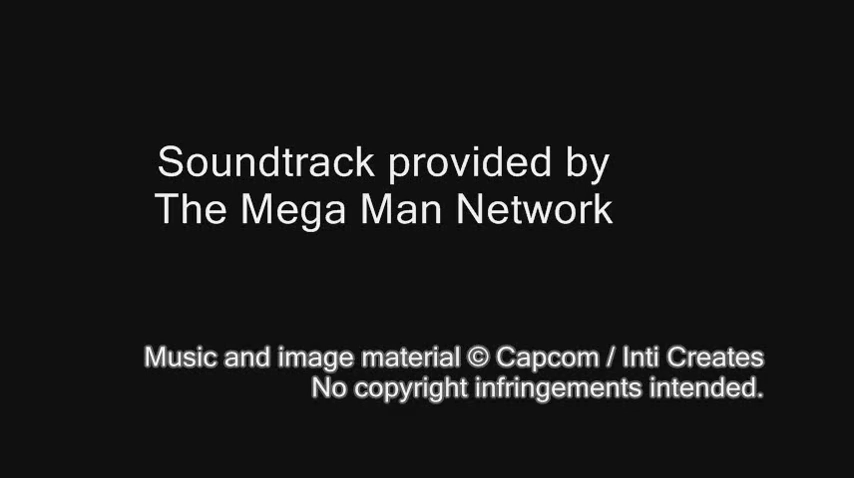 Soundtrack provided by
The Mega Man Network
Music and image material © Capcom / Inti Creates
No copyright infringements intended.